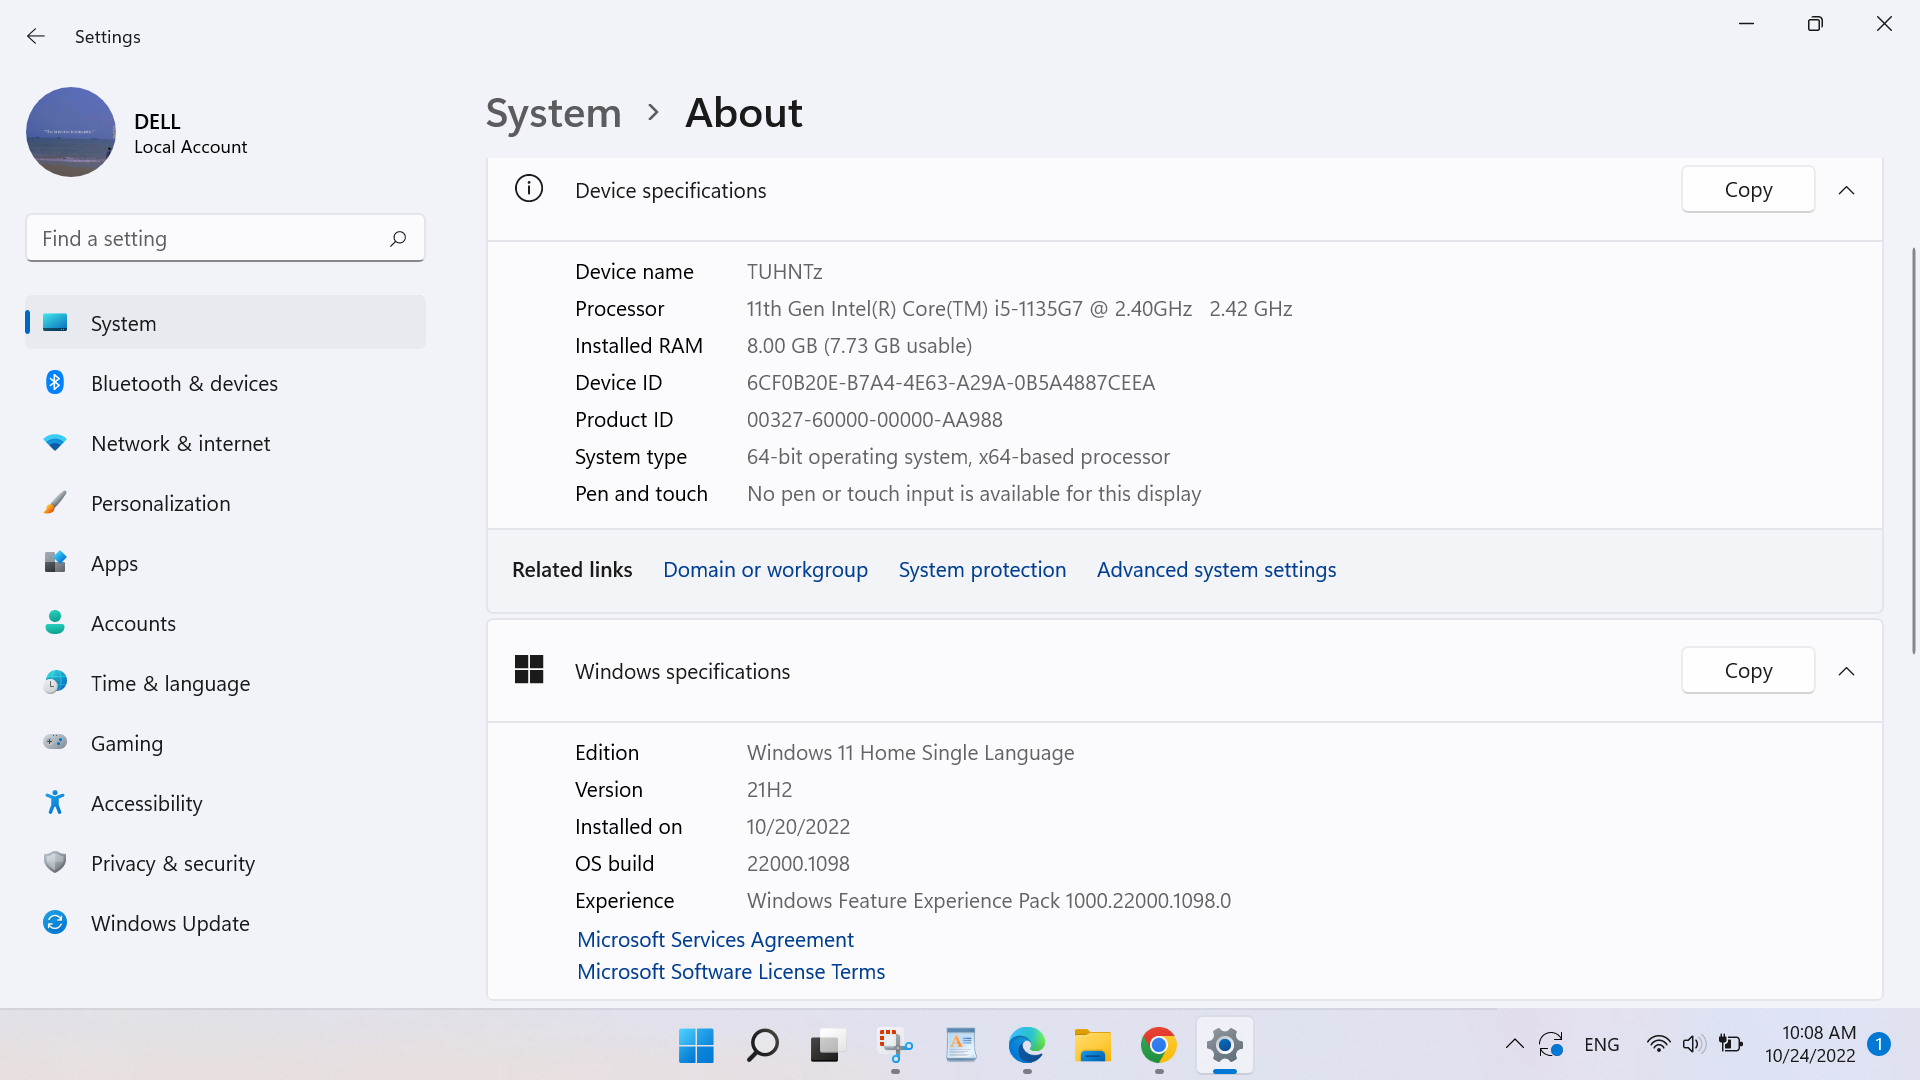 Settings
DELL
Local Account
Find a setting
System
Bluetooth & devices
Network & internet
Personalization
Apps
Accounts
Time & language
Gaming
Accessibility
Privacy & security
Windows Update
System > About
Device specifications Copy
Device name TUHNTz
Processor 11th Gen Intel(R) Core(TM) i5-1135G7 @ 2.40GHz 2.42 GHz
Installed RAM 8.00 GB (7.73 GB usable)
Device ID 6CF0B20E-B7A4-4E63-A29A-0B5A4887CEEA
Product ID 00327-60000-00000-AA988
System type 64-bit operating system, x64-based processor
Pen and touch No pen or touch input is available for this display
Related links Domain or workgroup System protection Advanced system settings
Windows specifications Copy
Edition Windows 11 Home Single Language
Version 21H2
Installed on 10/20/2022
OS build 22000.1098
Experience Windows Feature Experience Pack 1000.22000.1098.0
Microsoft Services Agreement
Microsoft Software License Terms
ENG
10:08 AM
10/24/2022
1